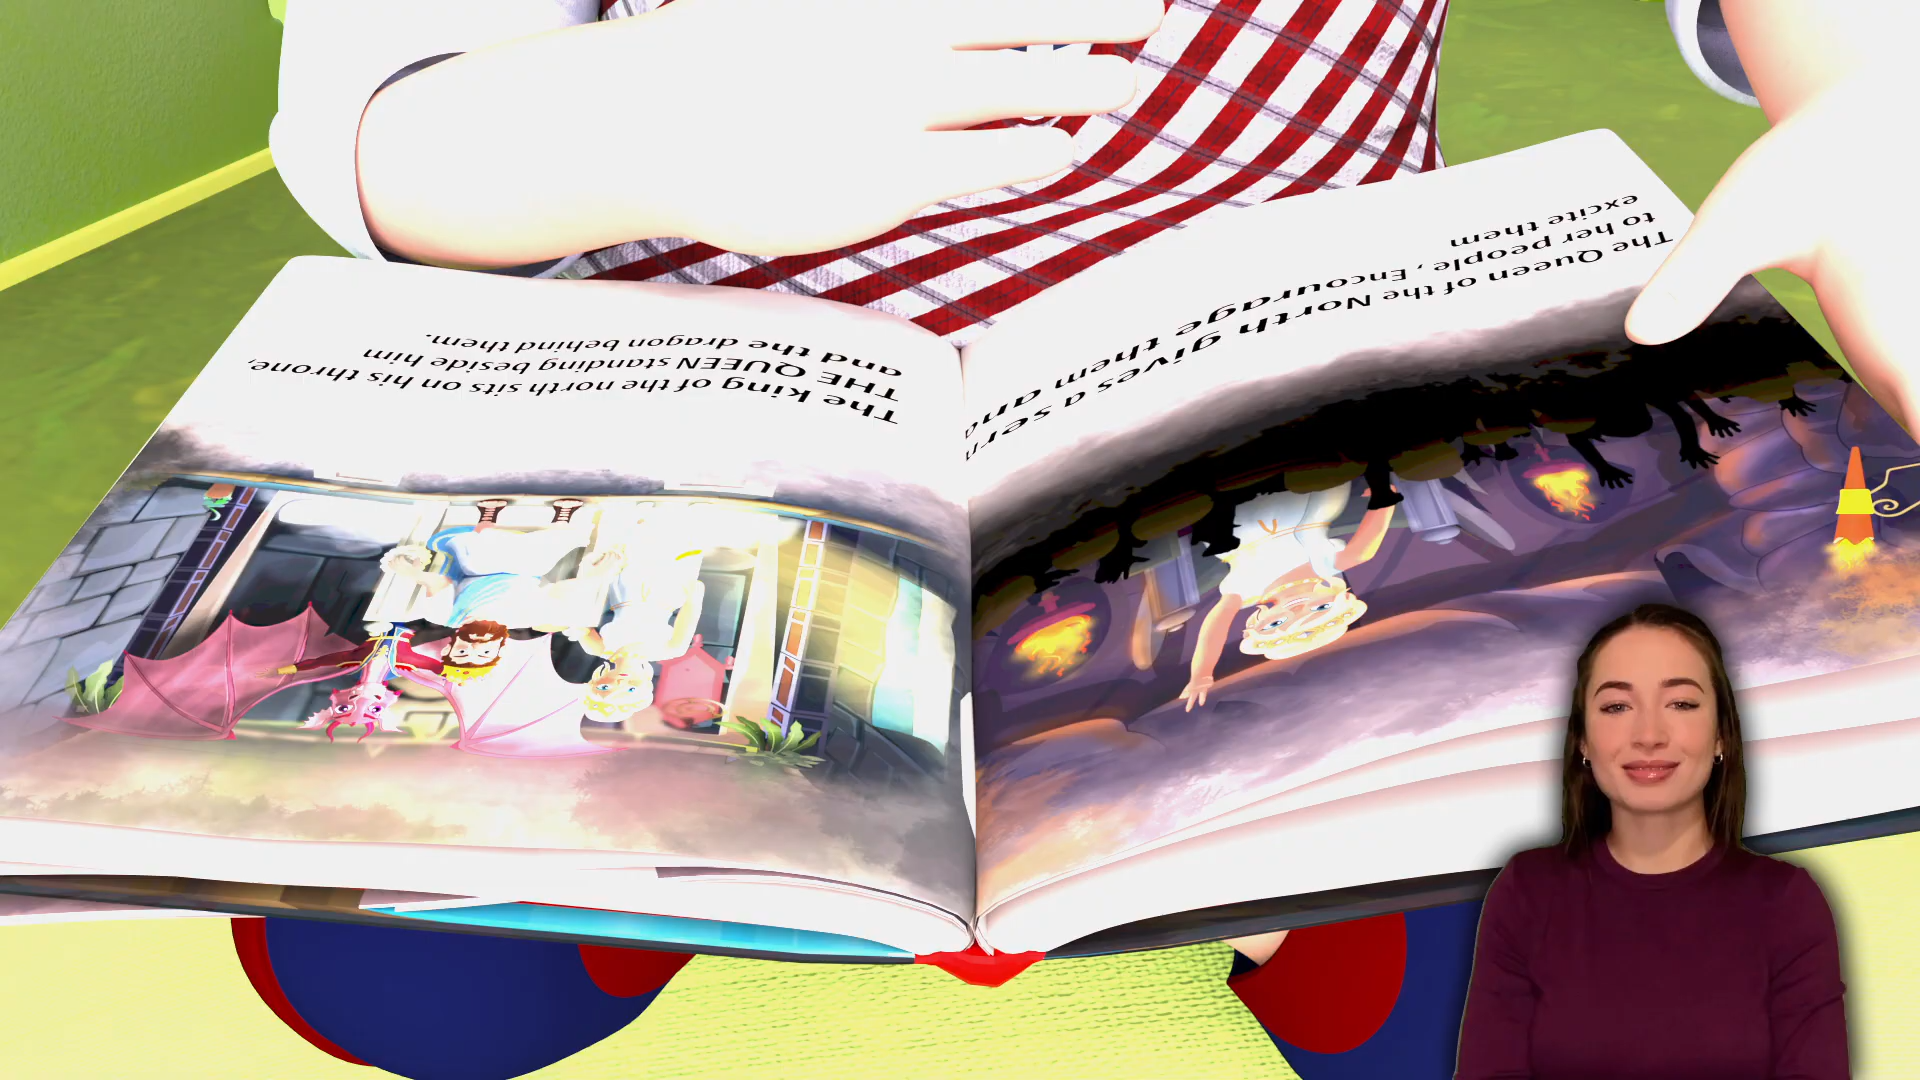 The king of the north sits on his throne,
THE QUEEN standing beside him
and the dragon behind them.
The Queen of the North gives a serm
to her people, Encourage them and
excite them